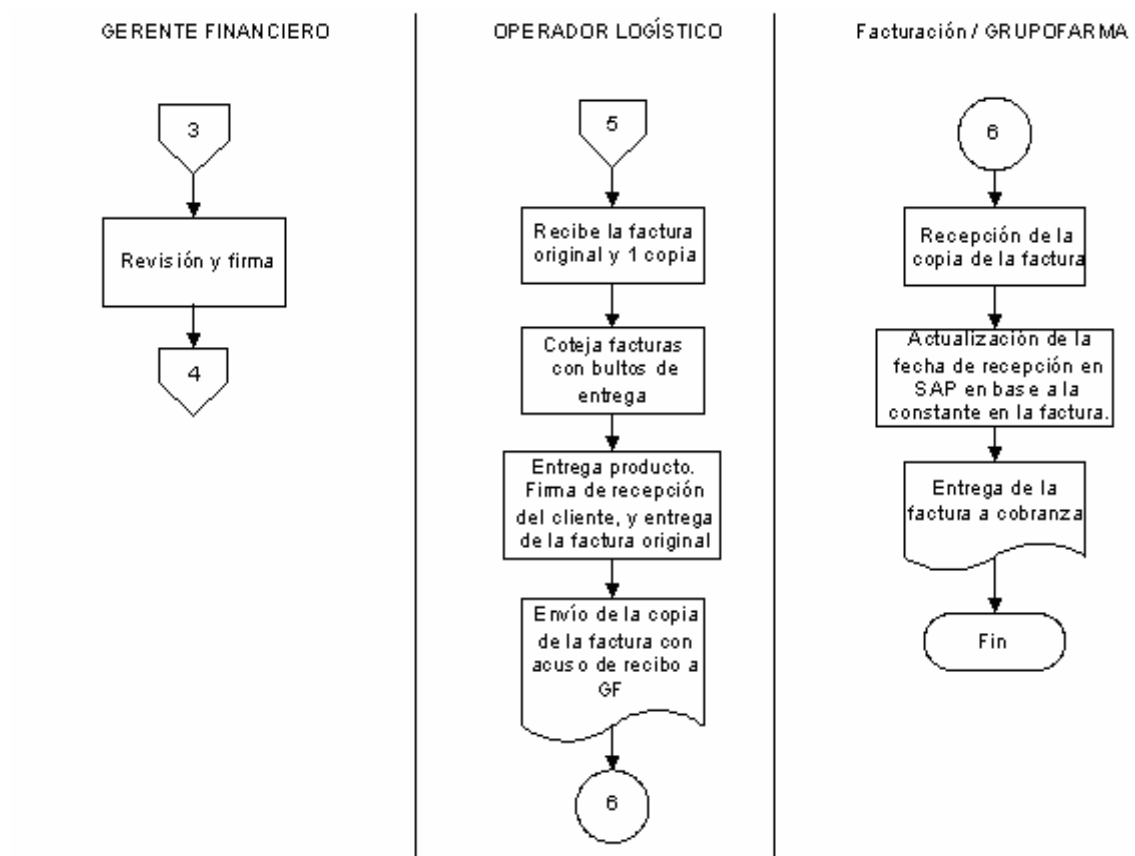 GERENTE FINANCIERO
3
Revisión y firma
4
OPERADOR LOGÍSTICO
5
Recibe la factura
original y 1 copia
Coteja facturas
con bultos de
entrega
Entrega producto.
Firma de recepción
del cliente, y entrega
de la factura original
Envío de la copia
de la factura con
acuso de recibo a
GF
6
Facturación / GRUPOFARMA
6
Recepción de la
copia de la factura
Actualización de la
fecha de recepción en
SAP en base a la
constante en la factura.
Entrega de la
factura a cobranza
Fin